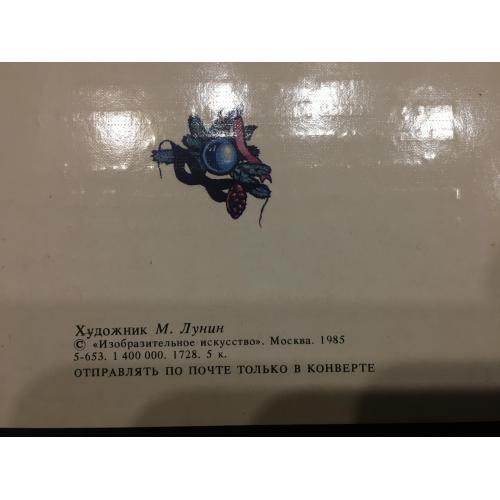 Художник М. Лунин
© «Изобразительное искусство». Москва. 1985
5-653. 1 400 000. 1728. 5 к.
ОТПРАВЛЯТЬ ПО ПОЧТЕ ТОЛЬКО В КОНВЕРТЕ